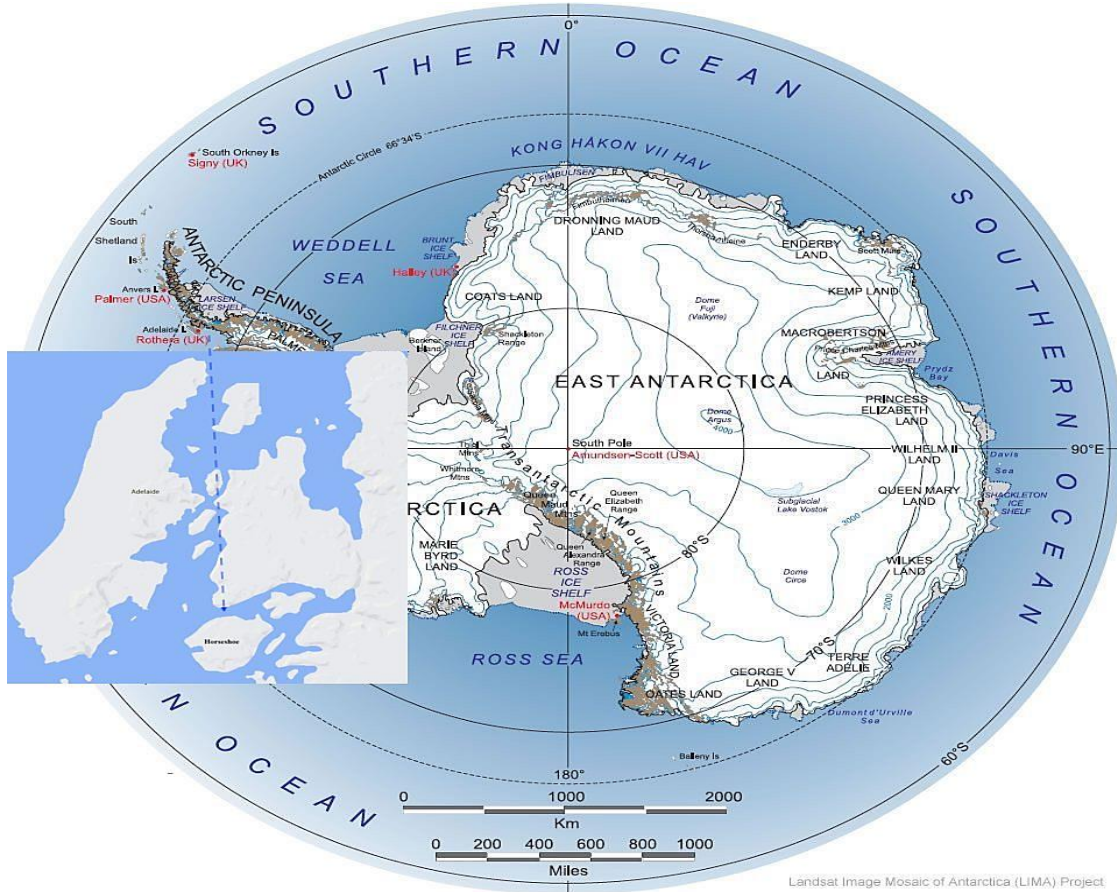 0°
SOUTHERN OCEAN
Antarctic Circle 66°34'S
KONG HÅKON VII HAV
South Orkney Is
Signy (UK)
FIMBULISEN
Fimbulheimen
DRONNING MAUD
LAND
South
Shetland
Is
ANTARCTIC PENINSULA
WEDDELL
SEA
BRUNT
ICE
SHELF
Halley (UK)
ENDERBY
LAND
Scott Mtns
SOUTHERN OCEAN
Anvers I
Palmer (USA)
LARSEN
ICE SHELF
COATS LAND
Dome
Fuji
(Valkyrie)
KEMP LAND
Adelaide I
Rothera (UK)
FILCHNER
ICE
SHELF
Berkner
Island
Shackleton
Range
MACROBERTSON
Prince Charles Mtns
LAND
AMERY
ICE SHELF
Prydz
Bay
EAST ANTARCTICA
PRINCESS
ELIZABETH
LAND
Dome
Argus
4000
Transantarctic Mountains
South Pole
Amundsen-Scott (USA)
WILHELM II
LAND
90°E
Davis
Sea
Thiel
Mtns
Whitmore
Mtns
Queen
Maud
Mtns
Queen
Elizabeth
Range
Subglacial
Lake Vostok
QUEEN MARY
LAND
SHACKLETON
ICE
SHELF
Adelaide
RCTICA
3000
MARIE
BYRD
LAND
Queen
Alexandra
Range
80°S
ROSS
ICE
SHELF
Dome
Circe
WILKES
LAND
McMurdo
(USA)
Mt Erebus
2000
VICTORIA LAND
Horseshoe
ROSS SEA
70°S
GEORGE V
LAND
TERRE
ADÉLIE
OATES LAND
Dumont d'Urville
Sea
N OCEAN
Balleny Is
60°S
180°
0 1000 2000
Km
0 200 400 600 800 1000
Miles
Landsat Image Mosaic of Antarctica (LIMA) Project